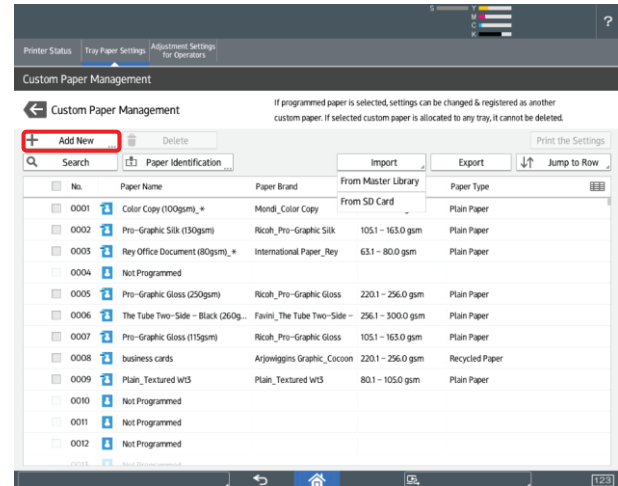 S
Y
M
C
K
?
Printer Status Tray Paper Settings Adjustment Settings for Operators
Custom Paper Management
Custom Paper Management
If programmed paper is selected, settings can be changed & registered as another
custom paper. If selected custom paper is allocated to any tray, it cannot be deleted.
Add New Delete Print the Settings
Search Paper Identification Import Export Jump to Row
From Master Library
From SD Card
No. Paper Name Paper Brand Paper Type
0001 Color Copy (100gsm)_* Mondi_Color Copy Plain Paper
0002 Pro-Graphic Silk (130gsm) Ricoh_Pro-Graphic Silk 105.1 - 163.0 gsm Plain Paper
0003 Rey Office Document (80gsm)_* International Paper_Rey 63.1 - 80.0 gsm Plain Paper
0004 Not Programmed
0005 Pro-Graphic Gloss (250gsm) Ricoh_Pro-Graphic Gloss 220.1 - 256.0 gsm Plain Paper
0006 The Tube Two-Side - Black (260g... Favini_The Tube Two-Side - 256.1 - 300.0 gsm Plain Paper
0007 Pro-Graphic Gloss (115gsm) Ricoh_Pro-Graphic Gloss 105.1 - 163.0 gsm Plain Paper
0008 business cards Arjowiggins Graphic_Cocoon 220.1 - 256.0 gsm Recycled Paper
0009 Plain_Textured Wt3 Plain_Textured Wt3 80.1 - 105.0 gsm Plain Paper
0010 Not Programmed
0011 Not Programmed
0012 Not Programmed
123